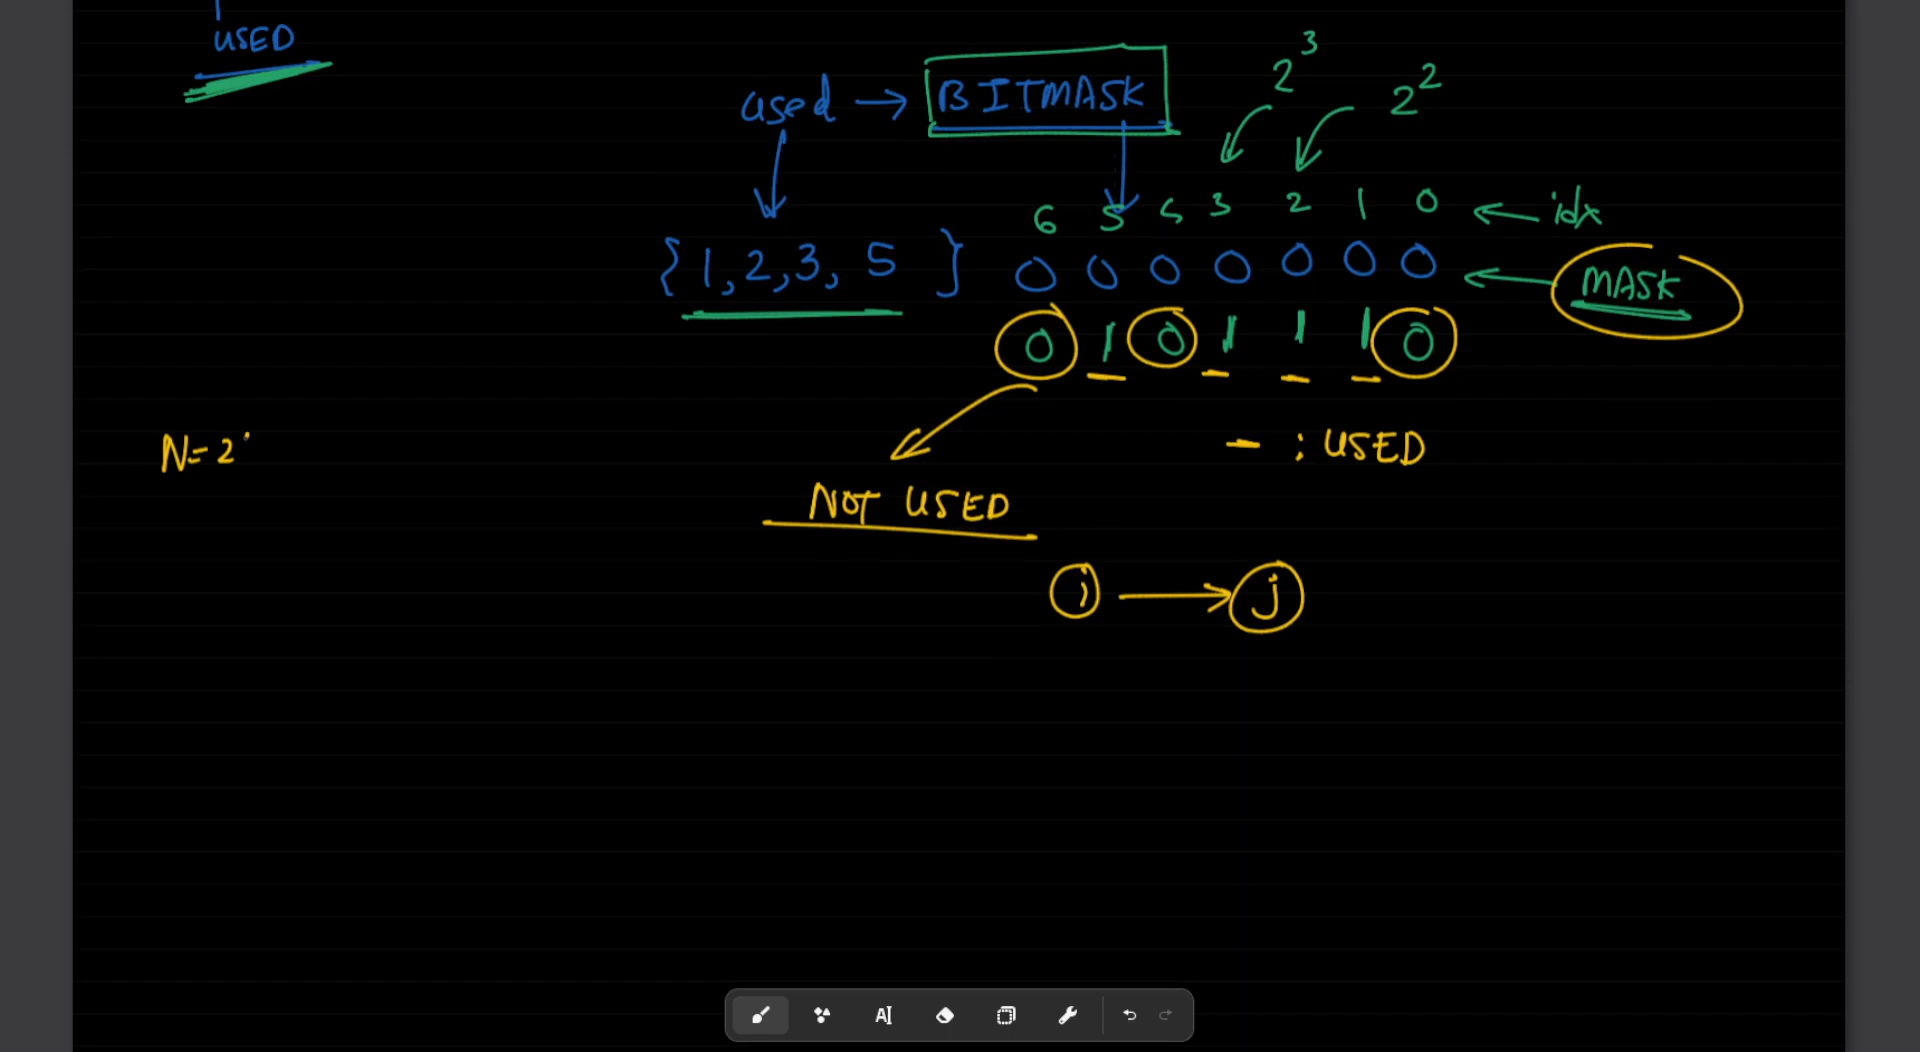 USED
used → BITMASK 2^3 2^2
6 5 4 3 2 1 0 ← idx
{1,2,3, 5 } 0 0 0 0 0 0 0 ← MASK
0 1 0 1 1 1 0
N=2
— : USED
NOT USED
i → j